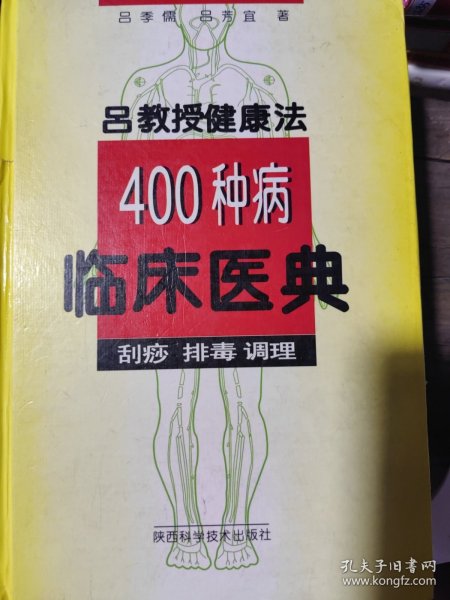 吕季儒 吕芳宜 著
吕教授健康法
400种病
临床医典
刮痧 排毒 调理
陕西科学技术出版社
孔夫子旧书网
www.kongfz.com